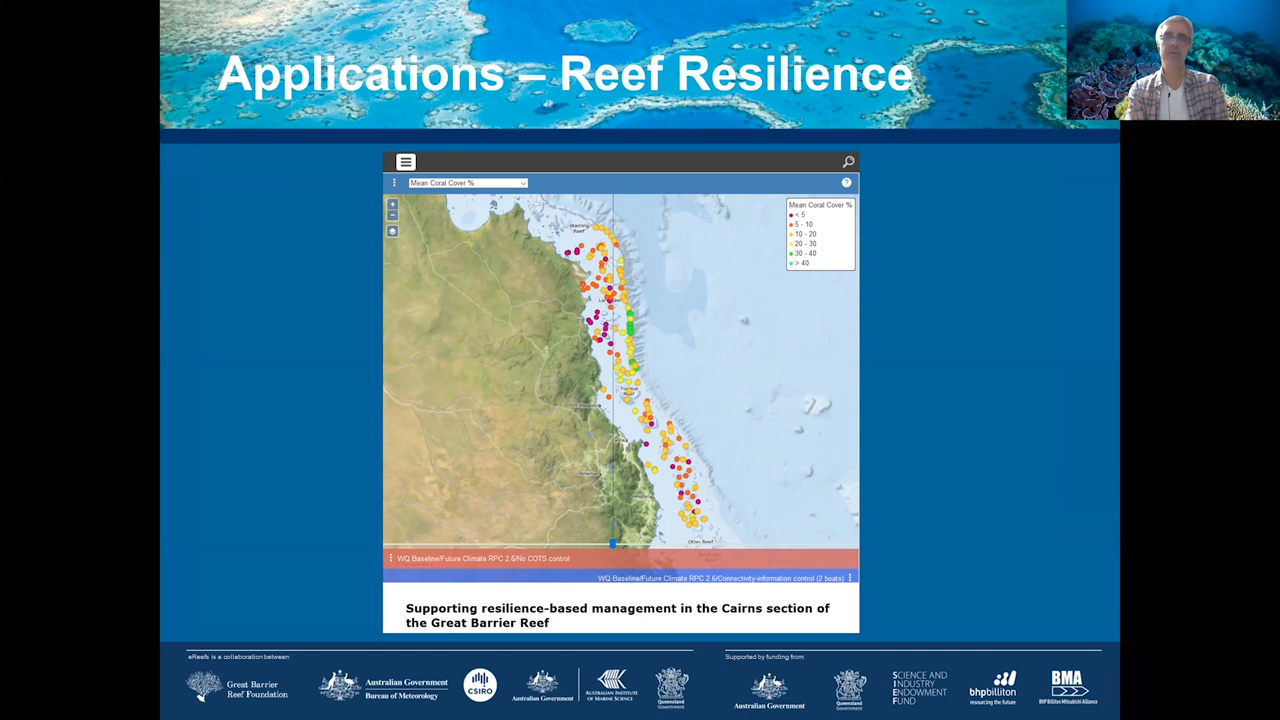 Applications – Reef Resilience
Mean Coral Cover %
Mean Coral Cover %
< 5
5 - 10
10 - 20
20 - 30
30 - 40
> 40
Reef
Reef
Otter Reef
WQ Baseline/Future Climate RPC 2.6/No COTS control
WQ Baseline/Future Climate RPC 2.6/Connectivity-information control (2 boats)
Supporting resilience-based management in the Cairns section of
the Great Barrier Reef
eReefs is a collaboration between
Great Barrier
Reef Foundation
Australian Government
Bureau of Meteorology
CSIRO
Australian Government
AUSTRALIAN INSTITUTE
OF MARINE SCIENCE
Queensland
Government
Supported by funding from
Australian Government
Queensland
Government
SCIENCE AND
INDUSTRY
ENDOWMENT
FUND
bhpbilliton
resourcing the future
BMA
BHP Billiton Mitsubishi Alliance